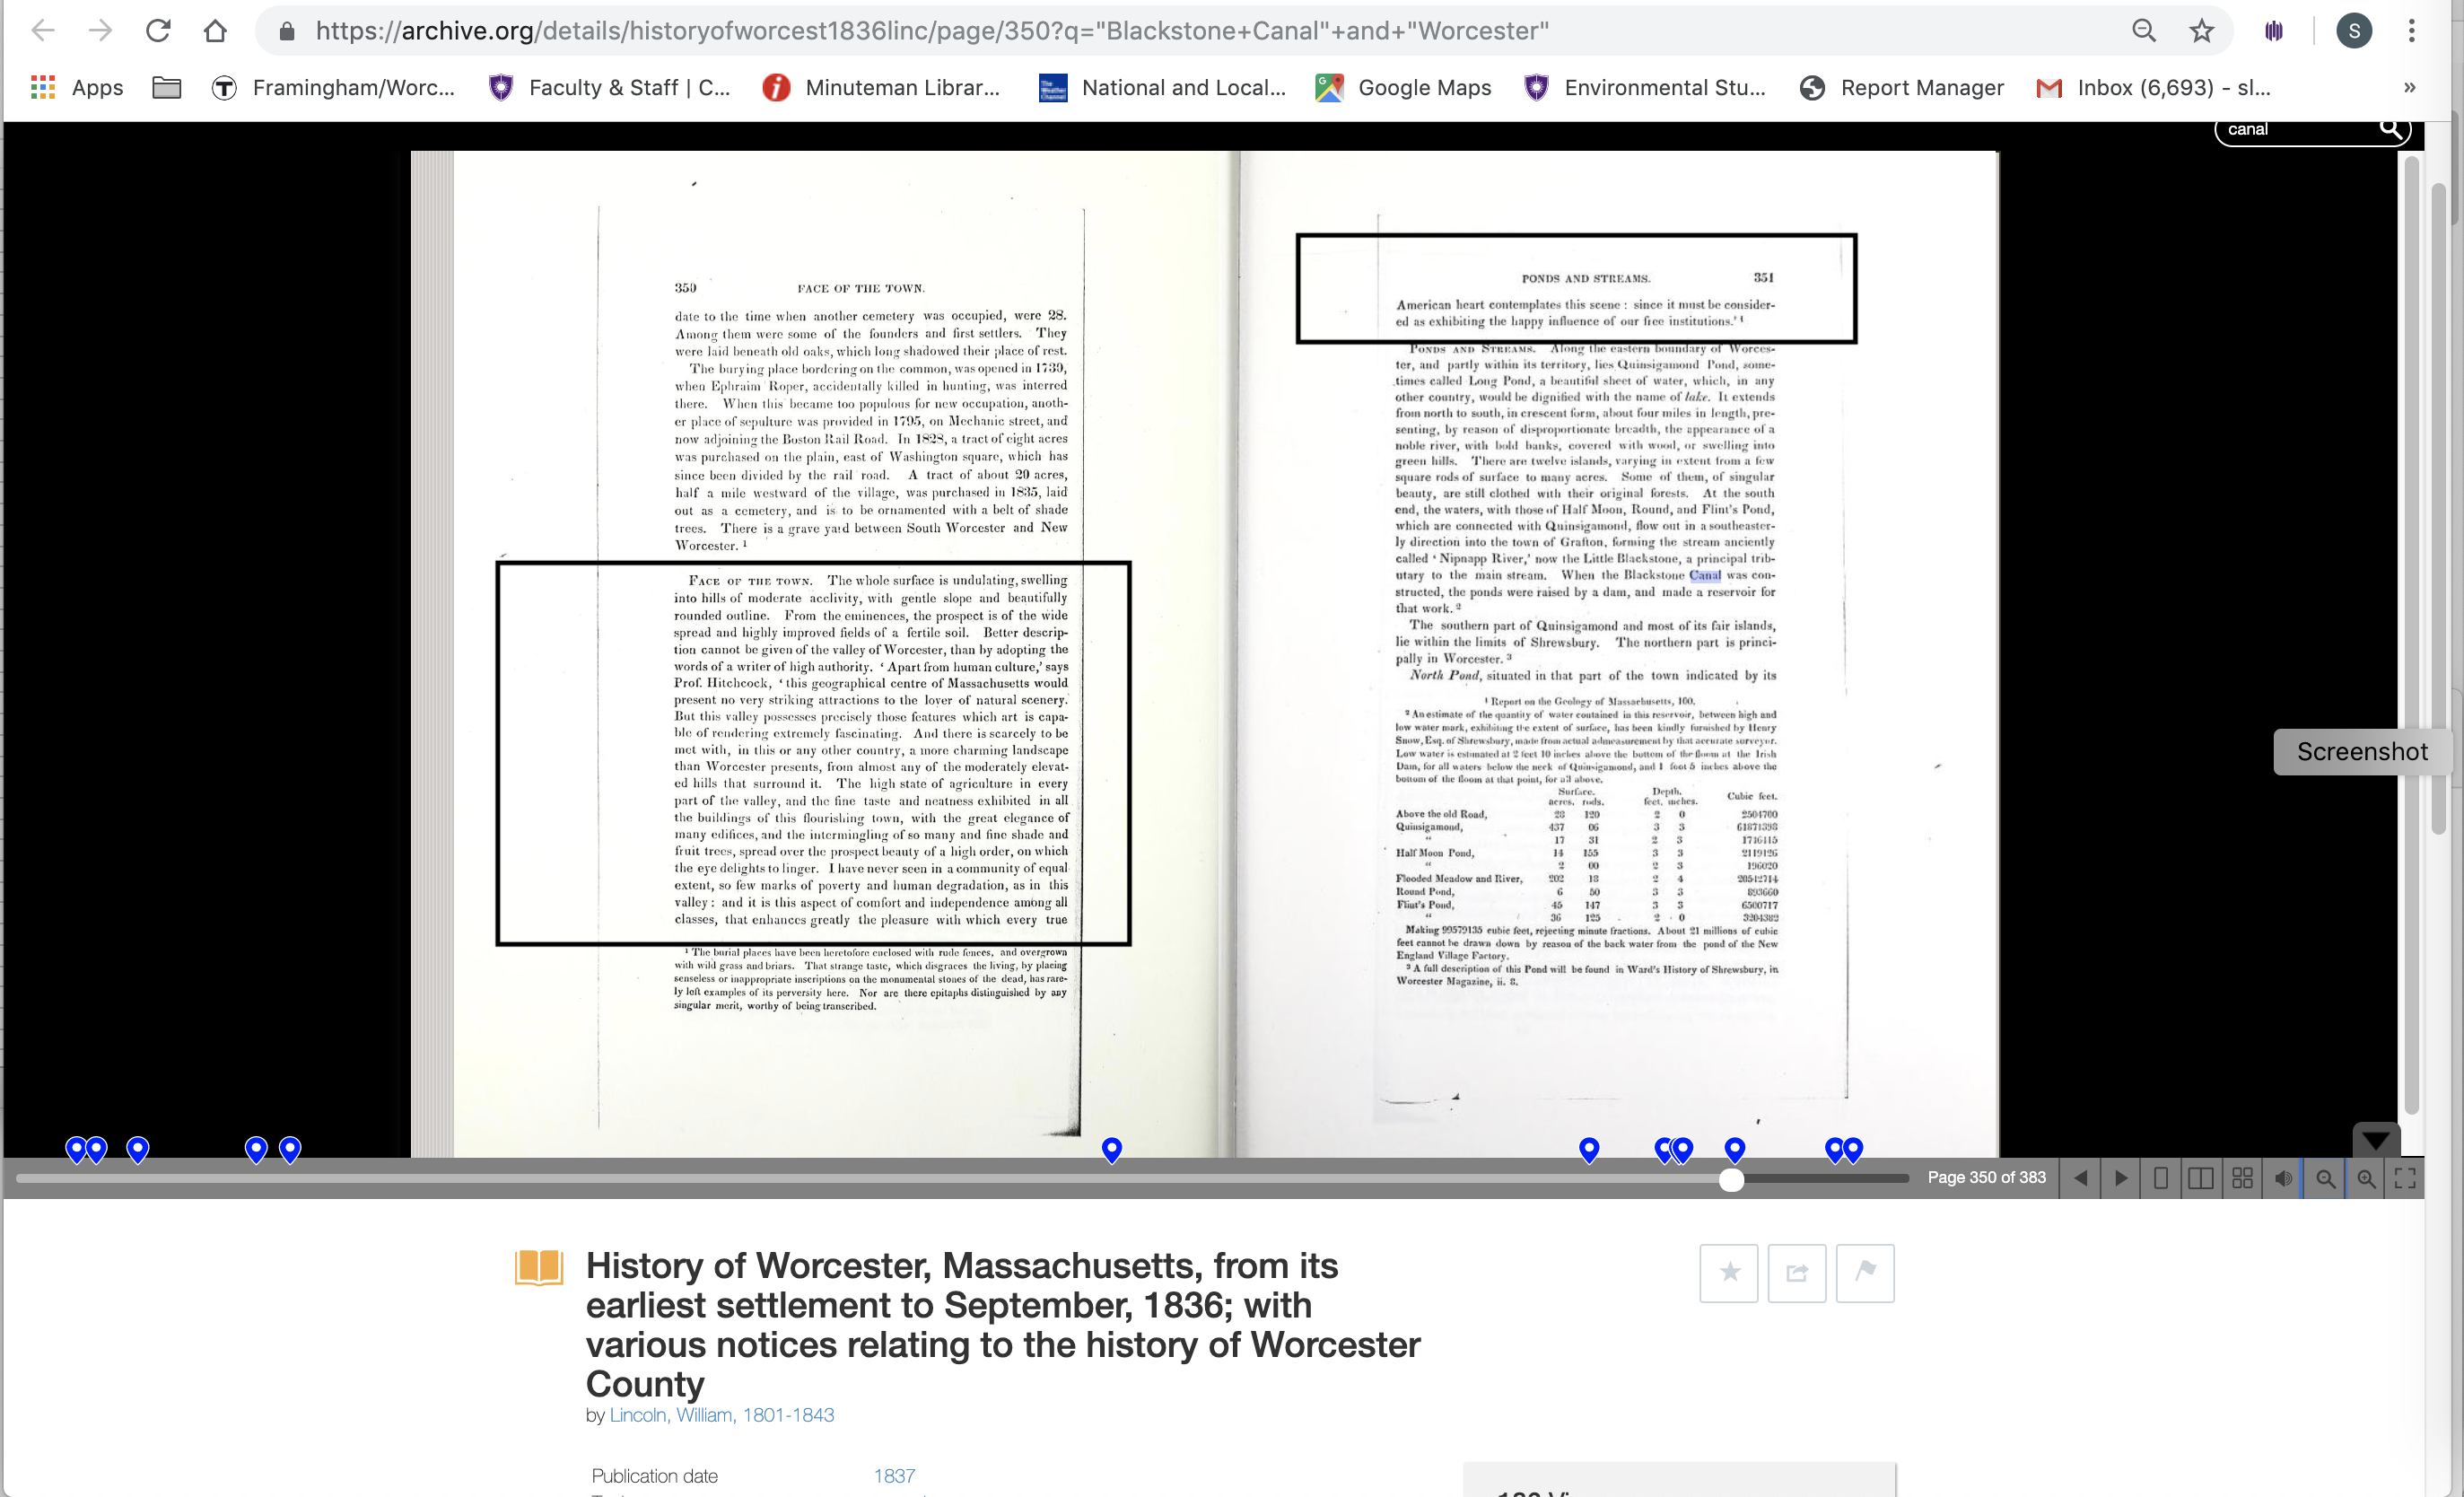 https://archive.org/details/historyofworcest1836linc/page/350?q="Blackstone+Canal"+and+"Worcester"
S
Apps
Framingham/Worc...
Faculty & Staff | C...
Minuteman Librar...
National and Local...
Google Maps
Environmental Stu...
Report Manager
Inbox (6,693) - sl...
»
canal
350 FACE OF THE TOWN.
date to the time when another cemetery was occupied, were 28.
Among them were some of the founders and first settlers. They
were laid beneath old oaks, which long shadowed their place of rest.
The burying place bordering on the common, was opened in 1739,
when Ephraim Roper, accidentally killed in hunting, was interred
there. When this became too populous for new occupation, anoth-
er place of sepulture was provided in 1795, on Mechanic street, and
now adjoining the Boston Rail Road. In 1828, a tract of eight acres
was purchased on the plain, east of Washington square, which has
since been divided by the rail road. A tract of about 20 acres,
half a mile westward of the village, was purchased in 1835, laid
out as a cemetery, and is to be ornamented with a belt of shade
trees. There is a grave yard between South Worcester and New
Worcester. 1
FACE OF THE TOWN. The whole surface is undulating, swelling
into hills of moderate acclivity, with gentle slope and beautifully
rounded outline. From the eminences, the prospect is of the wide
spread and highly improved fields of a fertile soil. Better descrip-
tion cannot be given of the valley of Worcester, than by adopting the
words of a writer of high authority. ‘Apart from human culture,’ says
Prof. Hitchcock, ‘this geographical centre of Massachusetts would
present no very striking attractions to the lover of natural scenery.
But this valley possesses precisely those features which art is capa-
ble of rendering extremely fascinating. And there is scarcely to be
met with, in this or any other country, a more charming landscape
than Worcester presents, from almost any of the moderately elevat-
ed hills that surround it. The high state of agriculture in every
part of the valley, and the fine taste and neatness exhibited in all
the buildings of this flourishing town, with the great elegance of
many edifices, and the intermingling of so many and fine shade and
fruit trees, spread over the prospect beauty of a high order, on which
the eye delights to linger. I have never seen in a community of equal
extent, so few marks of poverty and human degradation, as in this
valley: and it is this aspect of comfort and independence among all
classes, that enhances greatly the pleasure with which every true
1 The burial places have been heretofore enclosed with rude fences, and overgrown
with wild grass and briars. That strange taste, which disgraces the living, by placing
senseless or inappropriate inscriptions on the monumental stones of the dead, has rare-
ly left examples of its perversity here. Nor are there epitaphs distinguished by any
singular merit, worthy of being transcribed.
PONDS AND STREAMS. 351
American heart contemplates this scene: since it must be consider-
ed as exhibiting the happy influence of our free institutions.’ 1
PONDS AND STREAMS. Along the eastern boundary of Worces-
ter, and partly within its territory, lies Quinsigamond Pond, some-
times called Long Pond, a beautiful sheet of water, which, in any
other country, would be dignified with the name of lake. It extends
from north to south, in crescent form, about four miles in length, pre-
senting, by reason of disproportionate breadth, the appearance of a
noble river, with bold banks, covered with wood, or swelling into
green hills. There are twelve islands, varying in extent from a few
square rods of surface to many acres. Some of them, of singular
beauty, are still clothed with their original forests. At the south
end, the waters, with those of Half Moon, Round, and Flint's Pond,
which are connected with Quinsigamond, flow out in a southeaster-
ly direction into the town of Grafton, forming the stream anciently
called ‘Nipnapp River,’ now the Little Blackstone, a principal trib-
utary to the main stream. When the Blackstone Canal was con-
structed, the ponds were raised by a dam, and made a reservoir for
that work. 2
The southern part of Quinsigamond and most of its fair islands,
lie within the limits of Shrewsbury. The northern part is princi-
pally in Worcester. 3
North Pond, situated in that part of the town indicated by its
1 Report on the Geology of Massachusetts, 160.
2 An estimate of the quantity of water contained in this reservoir, between high and
low water mark, exhibiting the extent of surface, has been kindly furnished by Henry
Snow, Esq. of Shrewsbury, made from actual admeasurement by that accurate surveyor.
Low water is estimated at 2 feet 10 inches above the bottom of the floom at the Irish
Dam, for all waters below the neck of Quinsigamond, and 1 foot 5 inches above the
bottom of the floom at that point, for all above.
Surface. Depth. Cubic feet.
acres. rods. feet. inches.
Above the old Road, 28 120 2 0 2504700
Quinsigamond, 437 06 3 3 61871398
“ 17 31 2 3 1716415
Half Moon Pond, 14 155 3 3 2119126
“ 2 00 2 3 196020
Flooded Meadow and River, 202 18 2 4 20542714
Round Pond, 6 50 3 3 893660
Flint's Pond, 45 147 3 3 6500717
“ 36 125 2 0 3204382
Making 99579135 cubic feet, rejecting minute fractions. About 21 millions of cubic
feet cannot be drawn down by reason of the back water from the pond of the New
England Village Factory.
3 A full description of this Pond will be found in Ward's History of Shrewsbury, in
Worcester Magazine, ii. 8.
Screenshot
Page 350 of 383
History of Worcester, Massachusetts, from its
earliest settlement to September, 1836; with
various notices relating to the history of Worcester
County
by Lincoln, William, 1801-1843
Publication date 1837